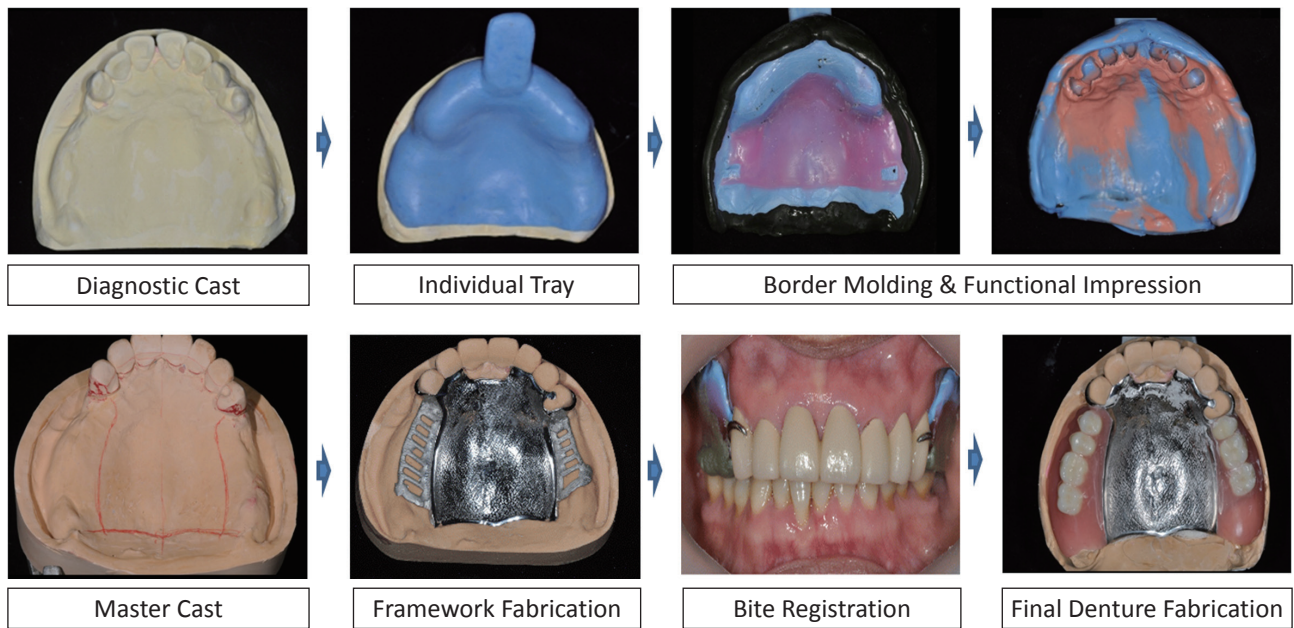 Diagnostic Cast
Individual Tray
Border Molding & Functional Impression
Master Cast
Framework Fabrication
Bite Registration
Final Denture Fabrication